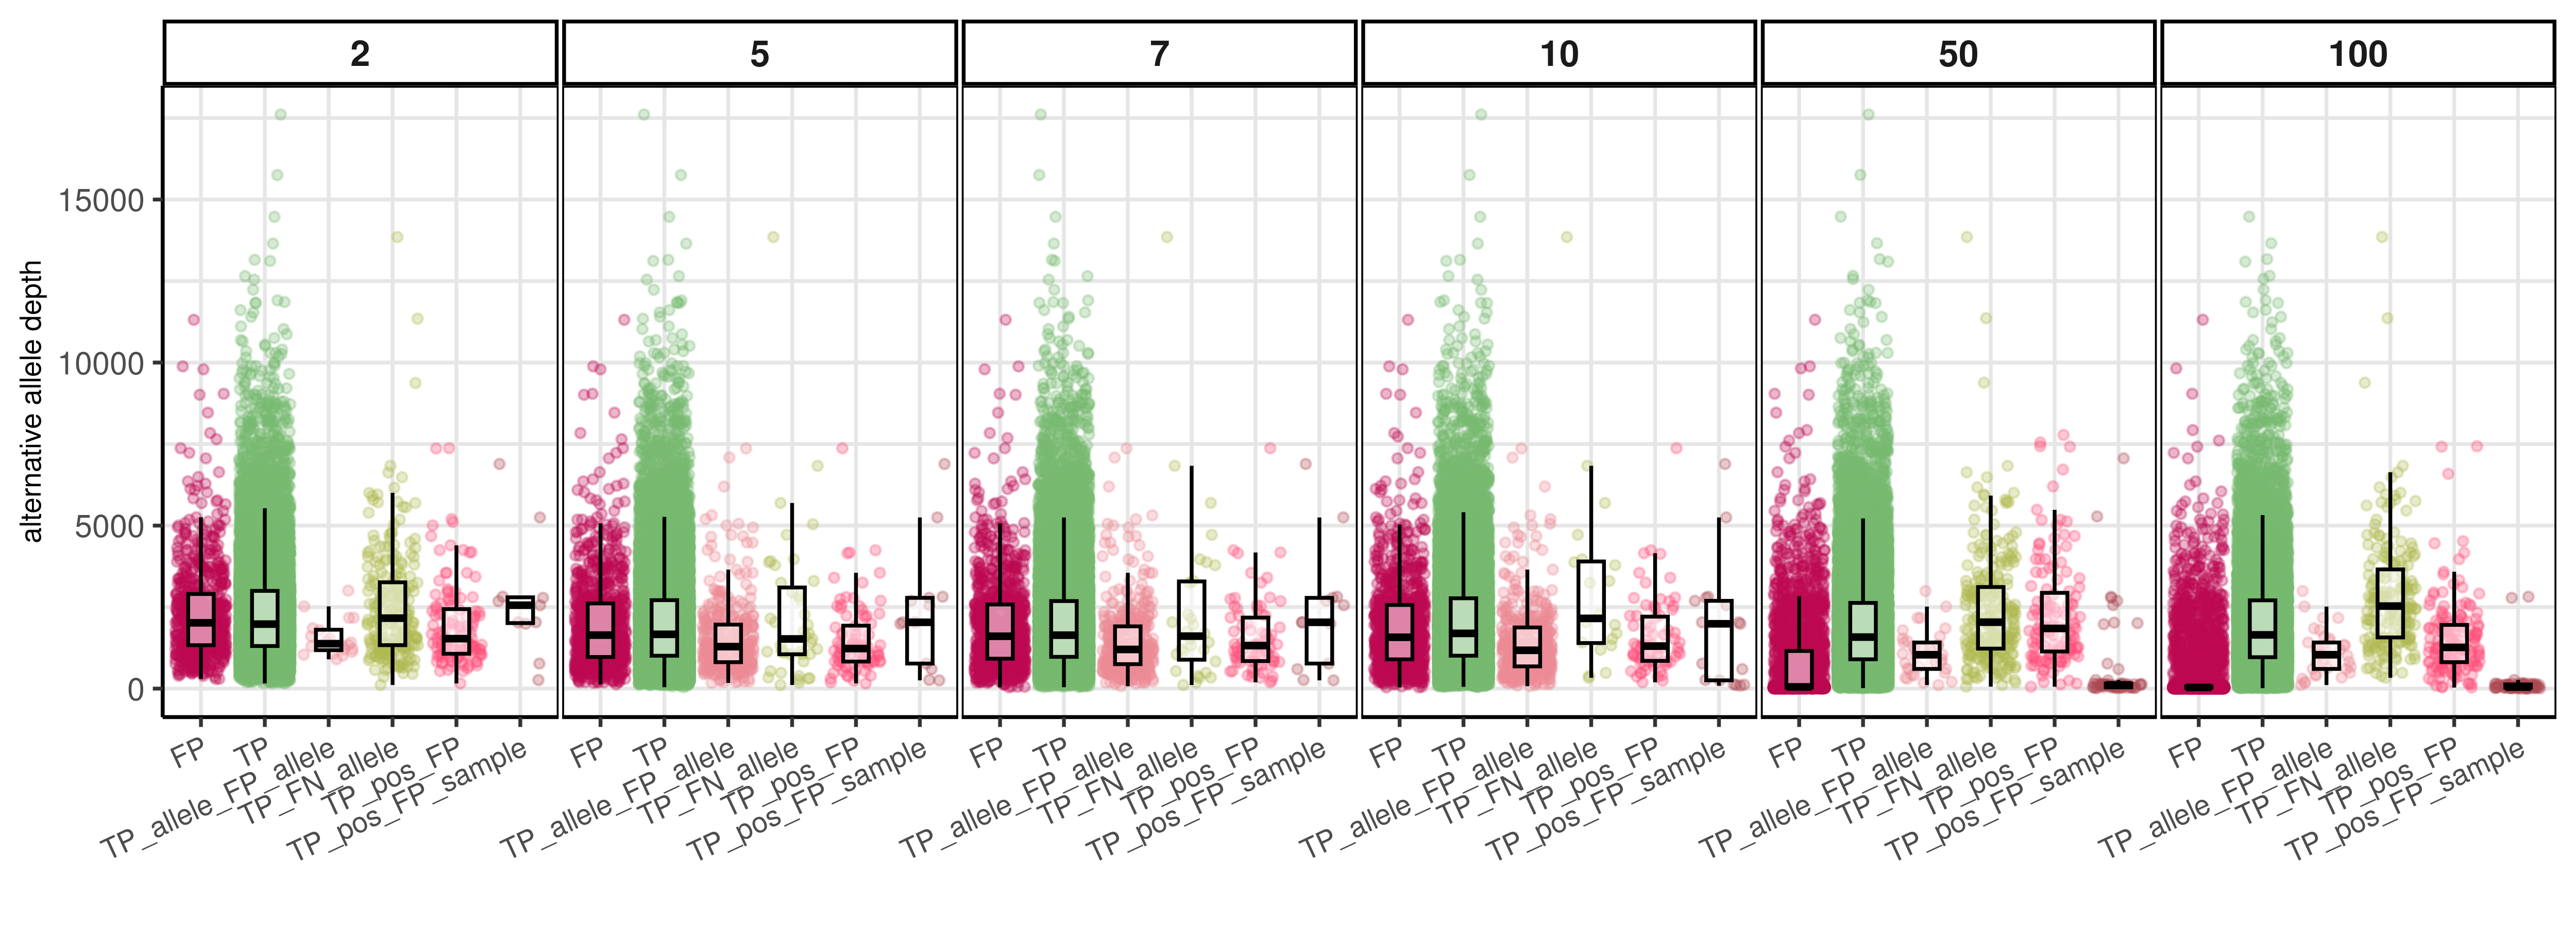 2 5 7 10 50 100
alternative allele depth
15000
10000
5000
0
FP TP TP_allele_FP_allele TP_FN_allele TP_pos_FP TP_pos_FP_sample
FP TP TP_allele_FP_allele TP_FN_allele TP_pos_FP TP_pos_FP_sample
FP TP TP_allele_FP_allele TP_FN_allele TP_pos_FP TP_pos_FP_sample
FP TP TP_allele_FP_allele TP_FN_allele TP_pos_FP TP_pos_FP_sample
FP TP TP_allele_FP_allele TP_FN_allele TP_pos_FP TP_pos_FP_sample
FP TP TP_allele_FP_allele TP_FN_allele TP_pos_FP TP_pos_FP_sample